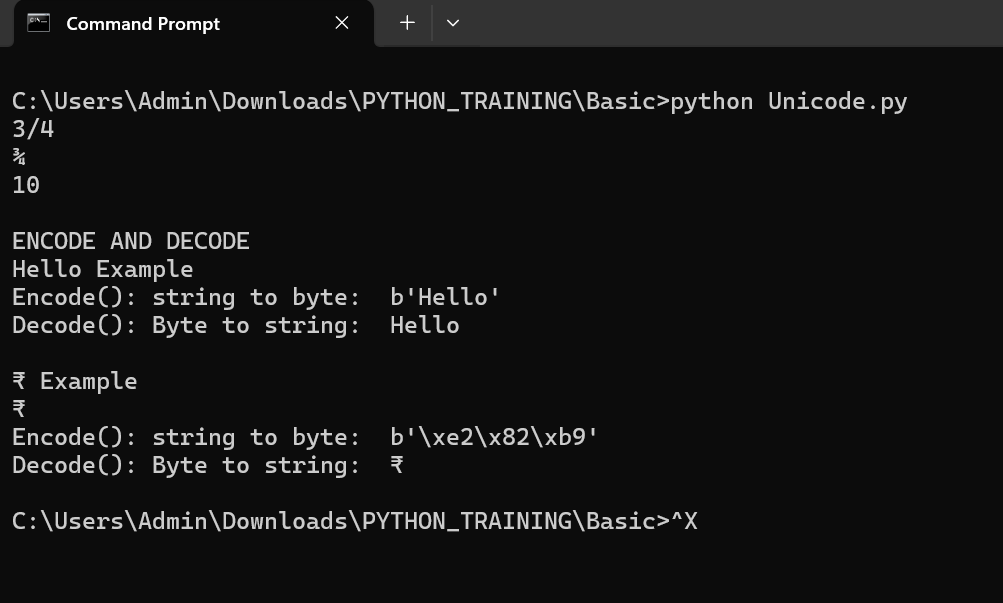 Command Prompt
C:\Users\Admin\Downloads\PYTHON_TRAINING\Basic>python Unicode.py
3/4
¾
10
ENCODE AND DECODE
Hello Example
Encode(): string to byte:  b'Hello'
Decode(): Byte to string:  Hello
₹ Example
₹
Encode(): string to byte:  b'\xe2\x82\xb9'
Decode(): Byte to string:  ₹
C:\Users\Admin\Downloads\PYTHON_TRAINING\Basic>^X